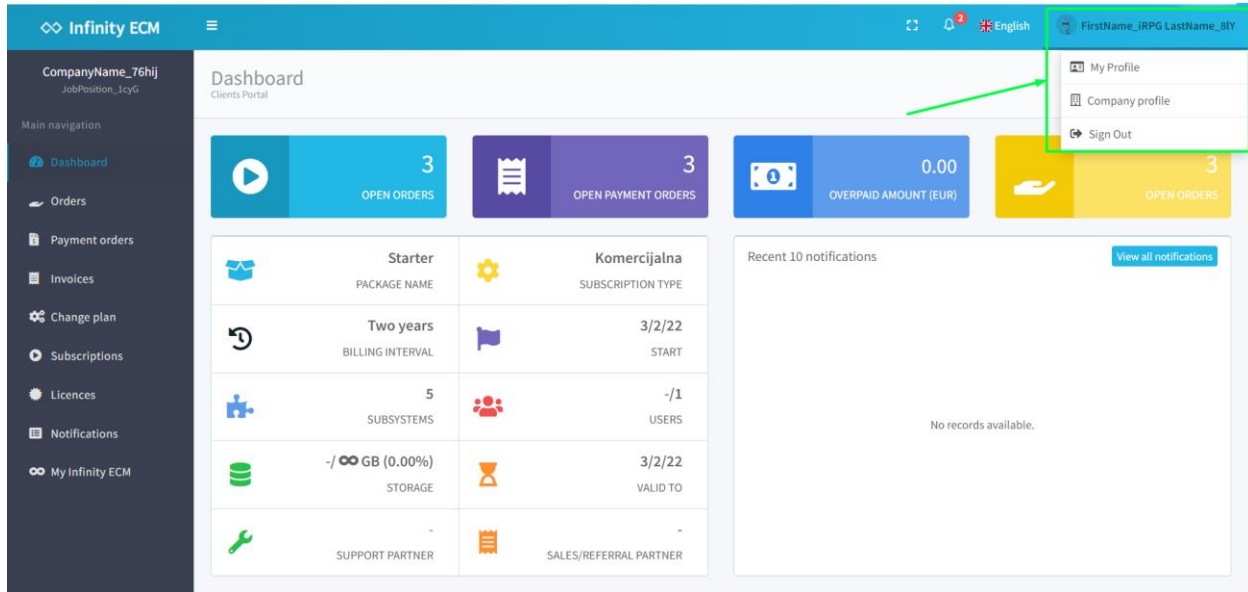 Infinity ECM
2
English
FirstName_iRPG LastName_8lY
CompanyName_76hij
JobPosition_1cyG
Main navigation
Dashboard
Orders
Payment orders
Invoices
Change plan
Subscriptions
Licences
Notifications
My Infinity ECM
Dashboard
Clients Portal
My Profile
Company profile
Sign Out
3
OPEN ORDERS
3
OPEN PAYMENT ORDERS
0.00
OVERPAID AMOUNT (EUR)
3
OPEN ORDERS
Starter
PACKAGE NAME
Komercijalna
SUBSCRIPTION TYPE
Two years
BILLING INTERVAL
3/2/22
START
5
SUBSYSTEMS
-/1
USERS
-/ ∞ GB (0.00%)
STORAGE
3/2/22
VALID TO
-
SUPPORT PARTNER
-
SALES/REFERRAL PARTNER
Recent 10 notifications
View all notifications
No records available.